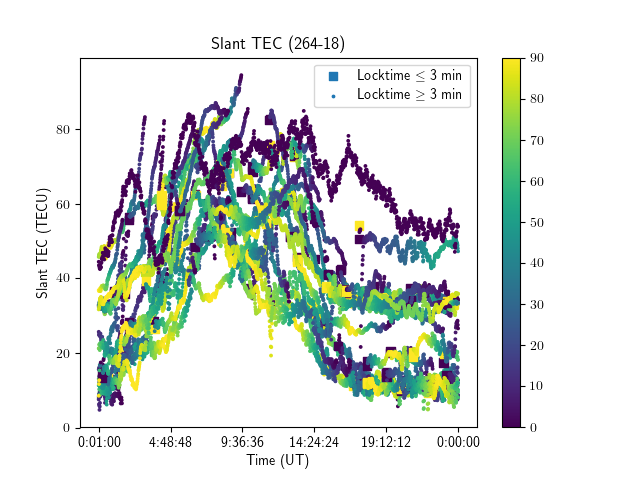 Slant TEC (264-18)
Locktime ≤ 3 min
Locktime ≥ 3 min
Slant TEC (TECU)
80
60
40
20
0
0:01:00 4:48:48 9:36:36 14:24:24 19:12:12 0:00:00
Time (UT)
90
80
70
60
50
40
30
20
10
0